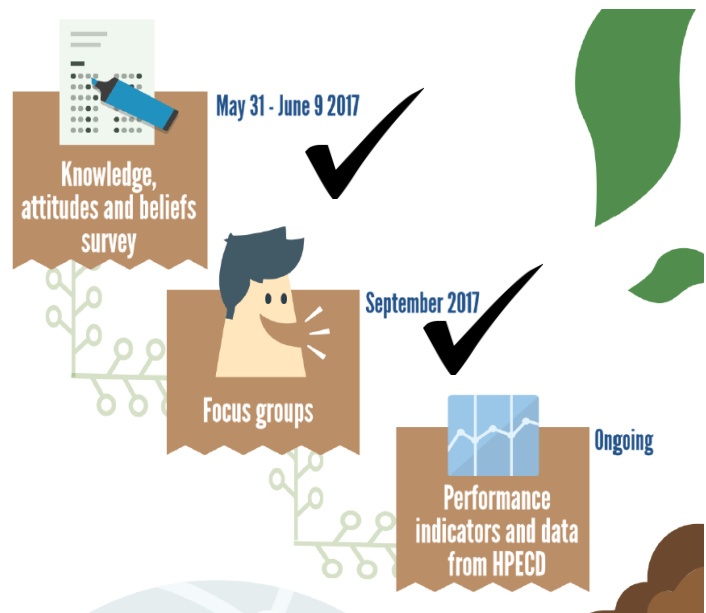 May 31 - June 9 2017
Knowledge,
attitudes and beliefs
survey
September 2017
Focus groups
Ongoing
Performance
indicators and data
from HPECD